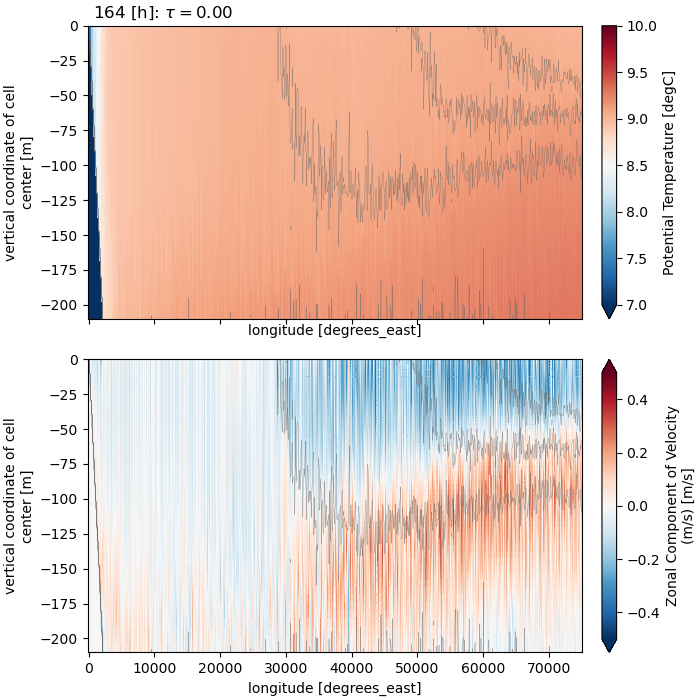 164 [h]: τ = 0.00
0
−25
−50
−75
−100
−125
−150
−175
−200
vertical coordinate of cell
center [m]
longitude [degrees_east]
10.0
9.5
9.0
8.5
8.0
7.5
7.0
Potential Temperature [degC]
0
−25
−50
−75
−100
−125
−150
−175
−200
vertical coordinate of cell
center [m]
0 10000 20000 30000 40000 50000 60000 70000
longitude [degrees_east]
0.4
0.2
0.0
−0.2
−0.4
Zonal Component of Velocity
(m/s) [m/s]